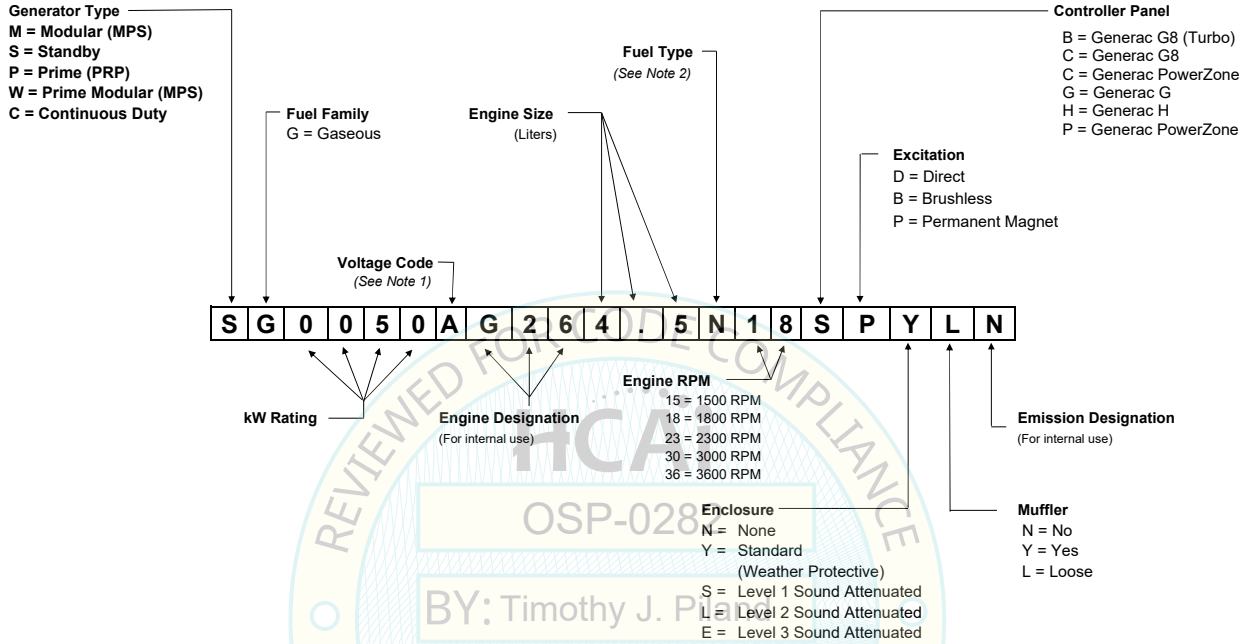 Generator Type
M = Modular (MPS)
S = Standby
P = Prime (PRP)
W = Prime Modular (MPS)
C = Continuous Duty
Fuel Family
G = Gaseous
Engine Size
(Liters)
Fuel Type
(See Note 2)
Controller Panel
B = Generac G8 (Turbo)
C = Generac G8
C = Generac PowerZone
G = Generac G
H = Generac H
P = Generac PowerZone
Excitation
D = Direct
B = Brushless
P = Permanent Magnet
Voltage Code
(See Note 1)
S G 0 0 5 0 A G 2 6 4 . 5 N 1 8 S P Y L N
kW Rating
Engine Designation
(For internal use)
Engine RPM
15 = 1500 RPM
18 = 1800 RPM
23 = 2300 RPM
30 = 3000 RPM
36 = 3600 RPM
Emission Designation
(For internal use)
Enclosure
N = None
Y = Standard
(Weather Protective)
S = Level 1 Sound Attenuated
L = Level 2 Sound Attenuated
E = Level 3 Sound Attenuated
Muffler
N = No
Y = Yes
L = Loose
REVIEWED FOR CODE COMPLIANCE
HCAi
OSP-0282
BY: Timothy J. Piland